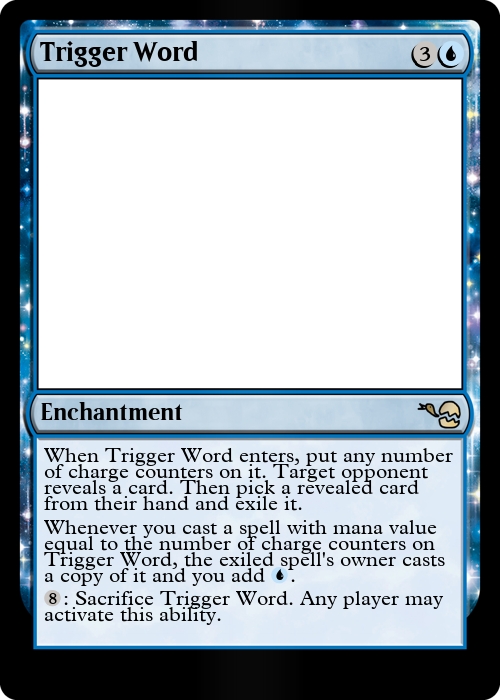 Trigger Word
3
Enchantment
When Trigger Word enters, put any number
of charge counters on it. Target opponent
reveals a card. Then pick a revealed card
from their hand and exile it.
Whenever you cast a spell with mana value
equal to the number of charge counters on
Trigger Word, the exiled spell's owner casts
a copy of it and you add .
8: Sacrifice Trigger Word. Any player may
activate this ability.